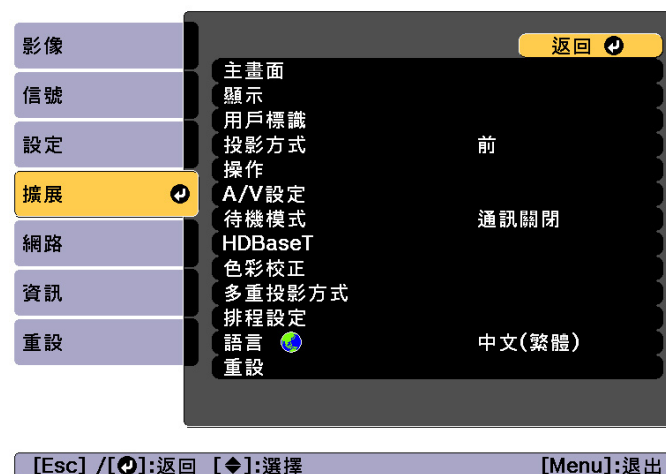 影像
信號
設定
擴展
網路
資訊
重設
返回
主畫面
顯示
用戶標識
投影方式 前
操作
A/V設定
待機模式 通訊關閉
HDBaseT
色彩校正
多重投影方式
排程設定
語言 中文(繁體)
重設
[Esc] /[]:返回 [◆]:選擇 [Menu]:退出